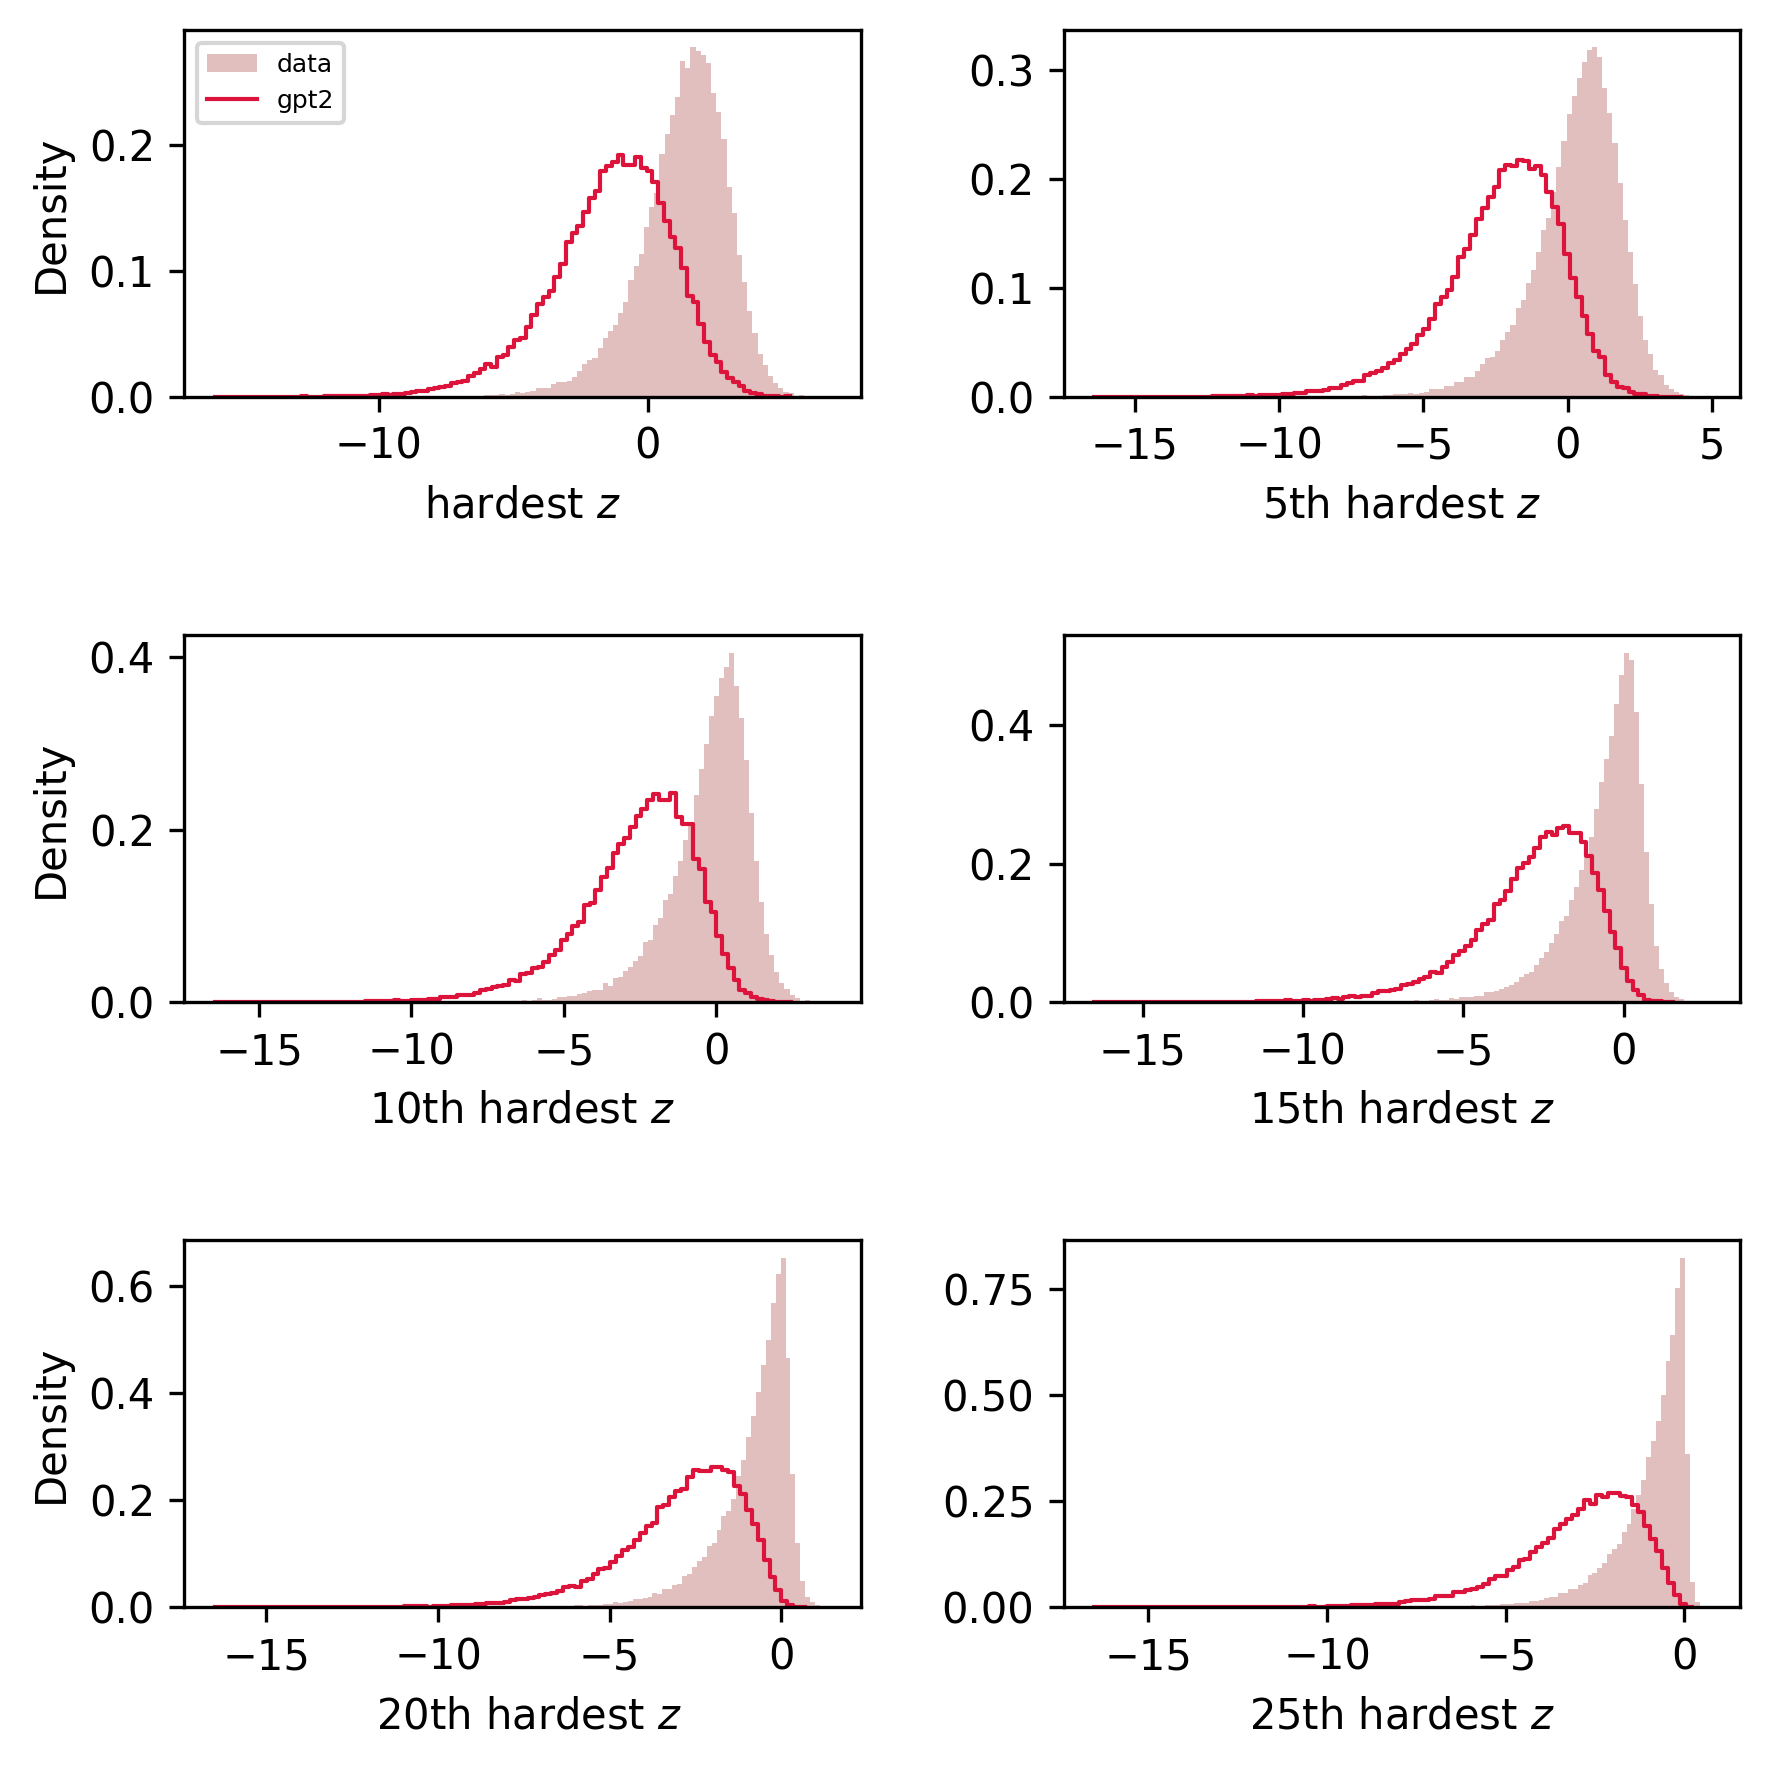 data
gpt2
Density
0.2
0.1
0.0
−10 0
hardest z
0.3
0.2
0.1
0.0
−15 −10 −5 0 5
5th hardest z
Density
0.4
0.2
0.0
−15 −10 −5 0
10th hardest z
0.4
0.2
0.0
−15 −10 −5 0
15th hardest z
Density
0.6
0.4
0.2
0.0
−15 −10 −5 0
20th hardest z
0.75
0.50
0.25
0.00
−15 −10 −5 0
25th hardest z